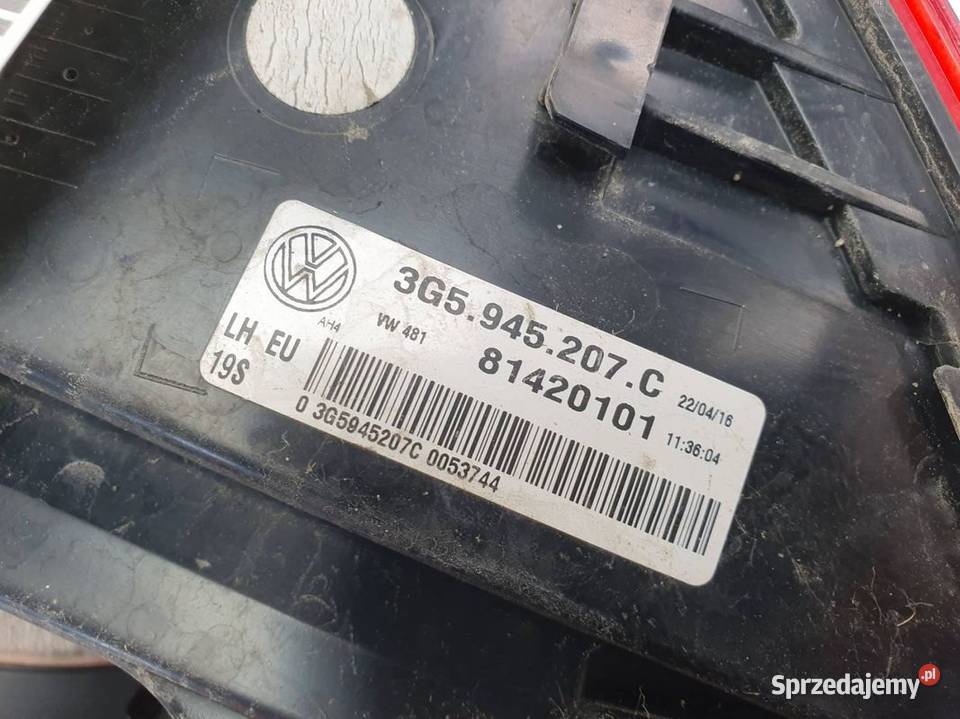 3G5.945.207.C
AH4 VW 481
81420101
22/04/16
11:36:04
LH EU
19S
0 3G5945207C 0053744
Sprzedajemy.pl